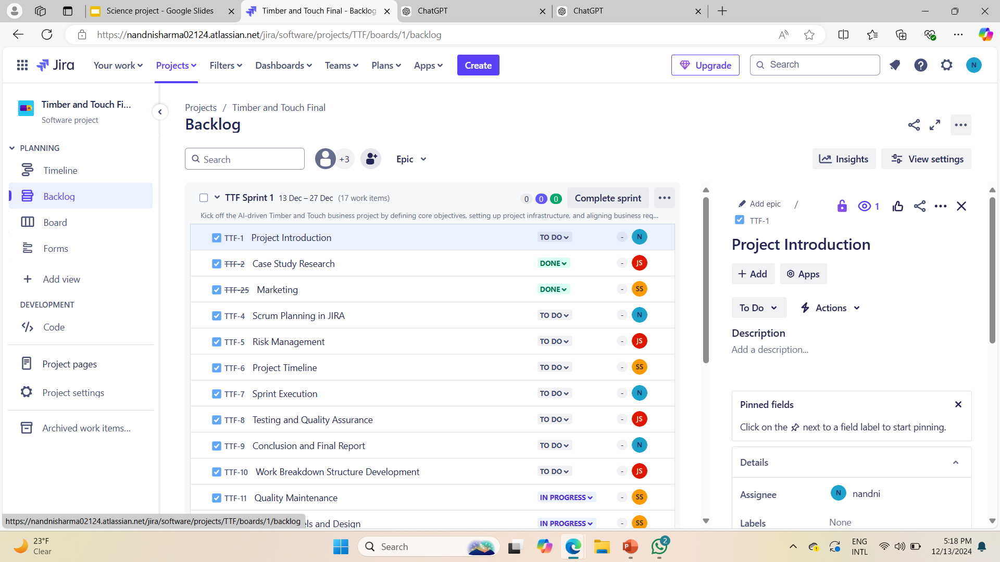 Science project - Google Slides
Timber and Touch Final - Backlog
ChatGPT
ChatGPT
https://nandnisharma02124.atlassian.net/jira/software/projects/TTF/boards/1/backlog
Jira
Your work
Projects
Filters
Dashboards
Teams
Plans
Apps
Create
Upgrade
Search
N
Timber and Touch Fi...
Software project
PLANNING
Timeline
Backlog
Board
Forms
Add view
DEVELOPMENT
Code
Project pages
Project settings
Archived work items...
Projects / Timber and Touch Final
Backlog
Search
+3
Epic
Insights
View settings
TTF Sprint 1 13 Dec – 27 Dec (17 work items)
0 0 0
Complete sprint
Kick off the AI-driven Timber and Touch business project by defining core objectives, setting up project infrastructure, and aligning business req...
TTF-1 Project Introduction TO DO - N
TTF-2 Case Study Research DONE - JS
TTF-25 Marketing DONE - SS
TTF-4 Scrum Planning in JIRA TO DO - N
TTF-5 Risk Management TO DO - JS
TTF-6 Project Timeline TO DO - SS
TTF-7 Sprint Execution TO DO - N
TTF-8 Testing and Quality Assurance TO DO - JS
TTF-9 Conclusion and Final Report TO DO - N
TTF-10 Work Breakdown Structure Development TO DO - JS
TTF-11 Quality Maintenance IN PROGRESS - SS
and Design IN PROGRESS - SS
Add epic /
1
TTF-1
Project Introduction
Add
Apps
To Do
Actions
Description
Add a description...
Pinned fields
Click on the next to a field label to start pinning.
Details
Assignee
N nandni
Labels
None
https://nandnisharma02124.atlassian.net/jira/software/projects/TTF/boards/1/backlog
23°F
Clear
Search
2
ENG
INTL
5:18 PM
12/13/2024